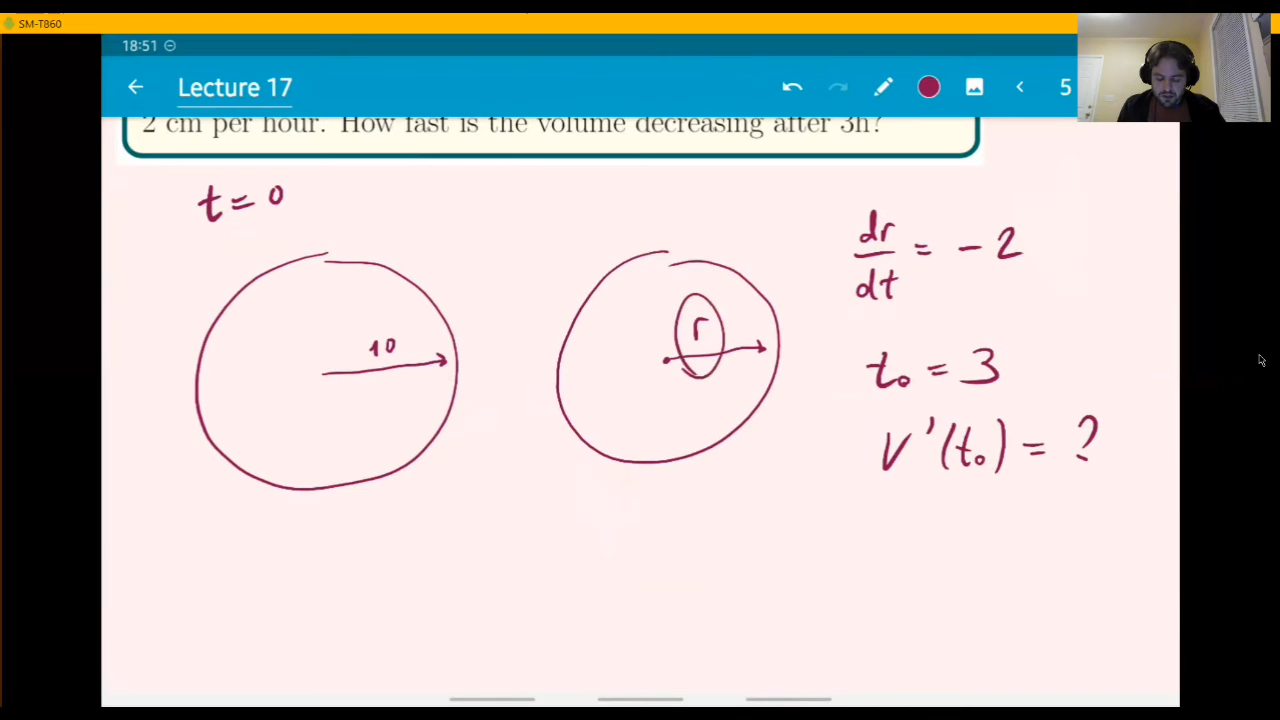 SM-T860
18:51
Lecture 17
5
2 cm per hour. How fast is the volume decreasing after 3h?
t = 0
10
r
dr/dt = -2
t₀ = 3
V'(t₀) = ?